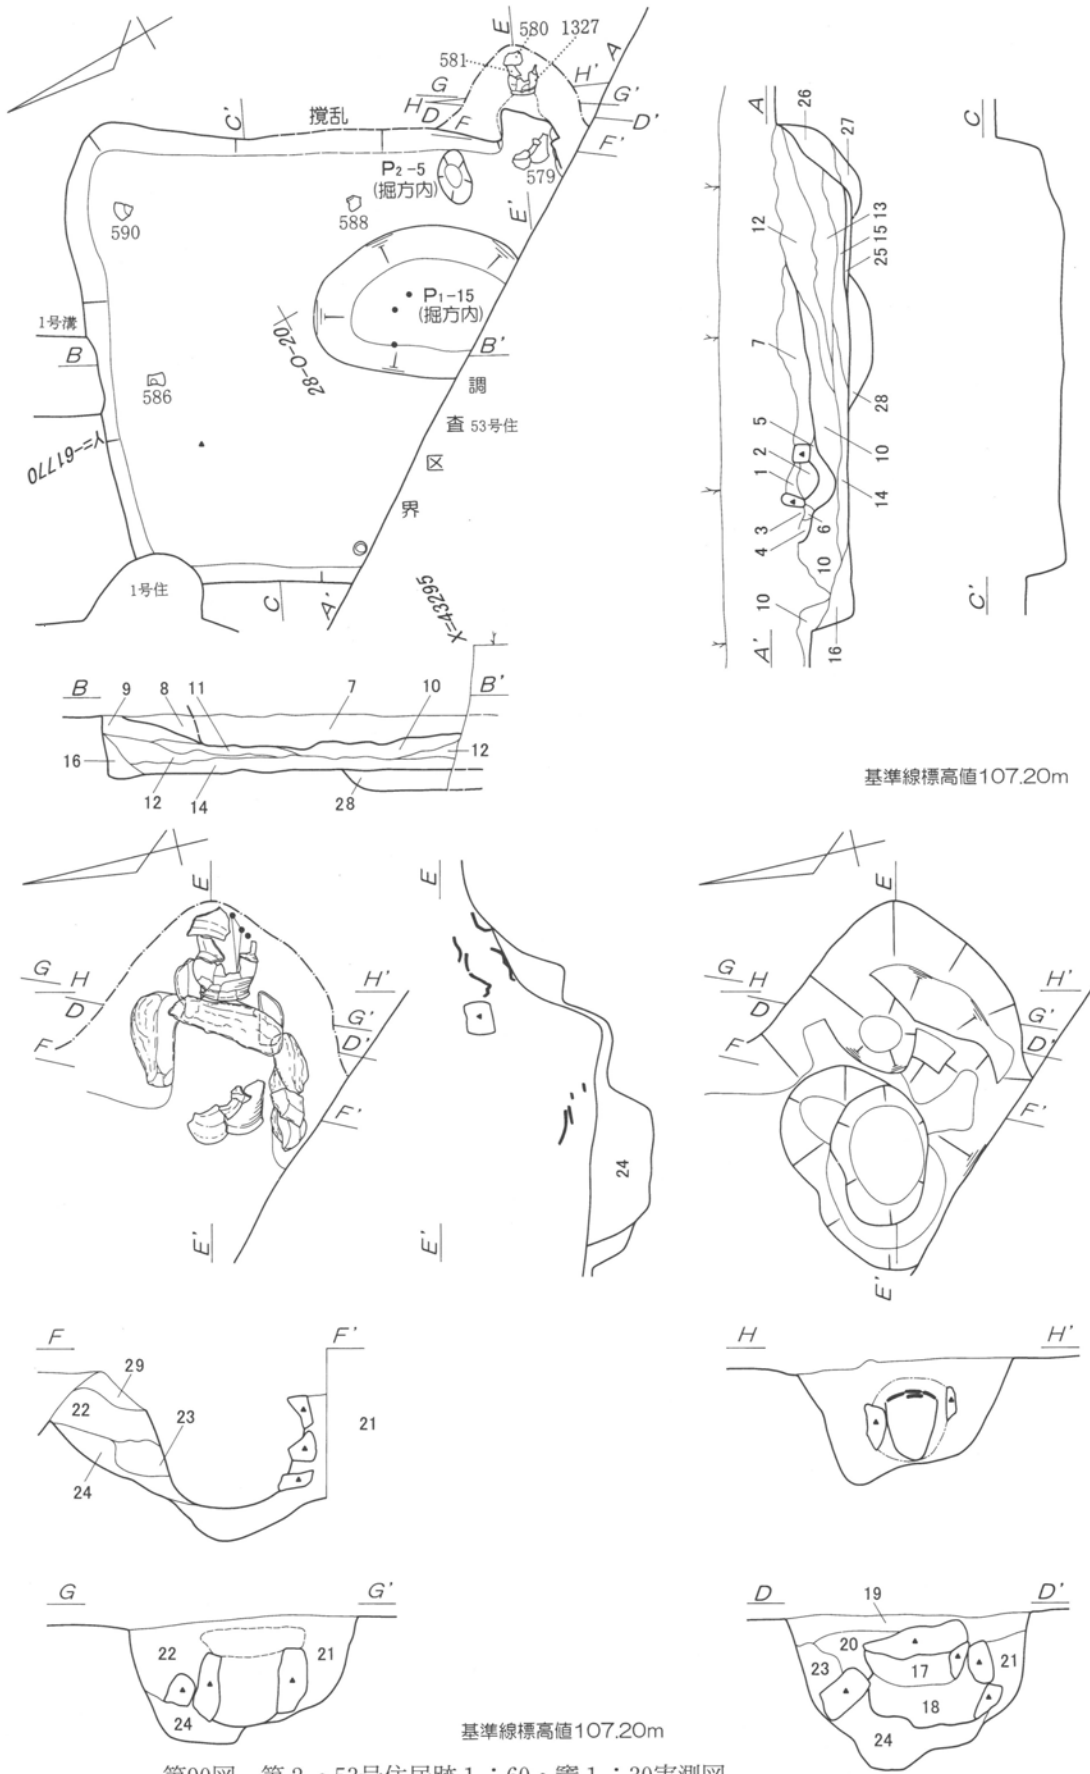 E
580
1327
581
A
G
H
D
F
H'
G'
D'
F'
C'
撹乱
P2-5
(掘方内)
579
E'
590
588
P1-15
(掘方内)
1号溝
B
B'
28-O-20
586
Y=-61770
調
査 53号住
区
界
1号住
C
A'
X=43295
A
26
27
C
12
13
15
25
7
28
5
2
1
10
14
3
4
6
10
10
16
A'
C'
B
9
8
11
7
10
B'
16
12
14
28
12
基準線標高値107.20m
E
G
H
D
F
H'
G'
D'
F'
E'
E
24
E'
E
G
H
D
F
H'
G'
D'
F'
E'
F
F'
29
22
23
24
21
H
H'
G
G'
22
21
24
D
D'
19
20
23
17
21
18
24
基準線標高値107.20m